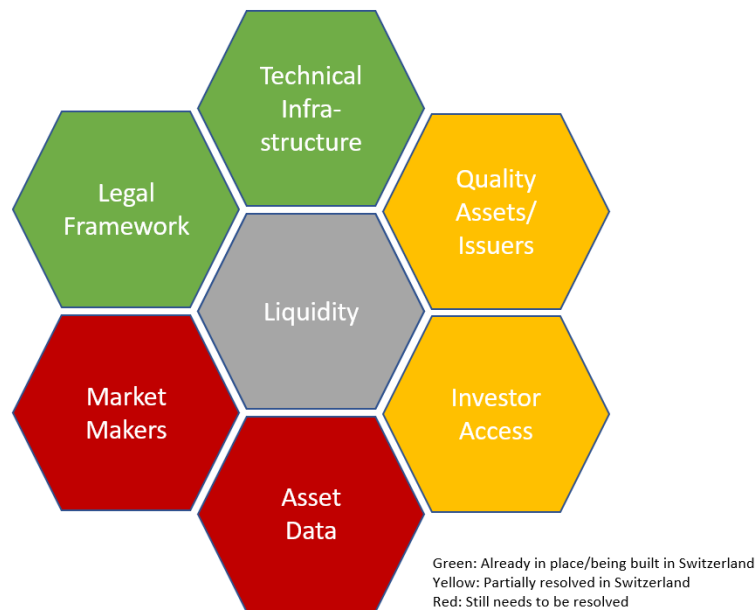 Technical
Infra-
structure
Legal
Framework
Quality
Assets/
Issuers
Liquidity
Market
Makers
Investor
Access
Asset
Data
Green: Already in place/being built in Switzerland
Yellow: Partially resolved in Switzerland
Red: Still needs to be resolved